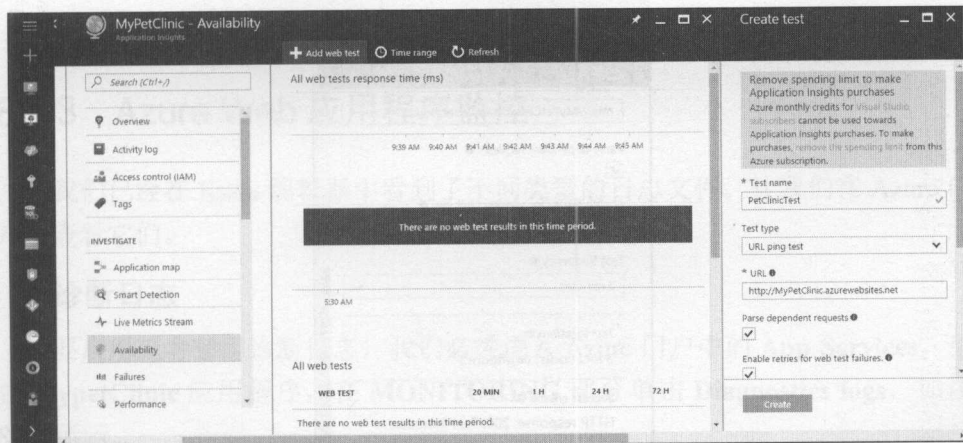 MyPetClinic - Availability
Application Insights
Add web test
Time range
Refresh
Search (Ctrl+/)
Overview
Activity log
Access control (IAM)
Tags
INVESTIGATE
Application map
Smart Detection
Live Metrics Stream
Availability
Failures
Performance
All web tests response time (ms)
9:39 AM 9:40 AM 9:41 AM 9:42 AM 9:43 AM 9:44 AM 9:45 AM
There are no web test results in this time period.
5:30 AM
All web tests
WEB TEST 20 MIN 1 H 24 H 72 H
There are no web test results in this time period.
Create test
Remove spending limit to make
Application Insights purchases
Azure monthly credits for Visual Studio
subscribers cannot be used towards
Application Insights purchases. To make
purchases, remove the spending limit from this
Azure subscription.
* Test name
PetClinicTest
Test type
URL ping test
* URL
http://MyPetClinic.azurewebsites.net
Parse dependent requests
Enable retries for web test failures.
Create